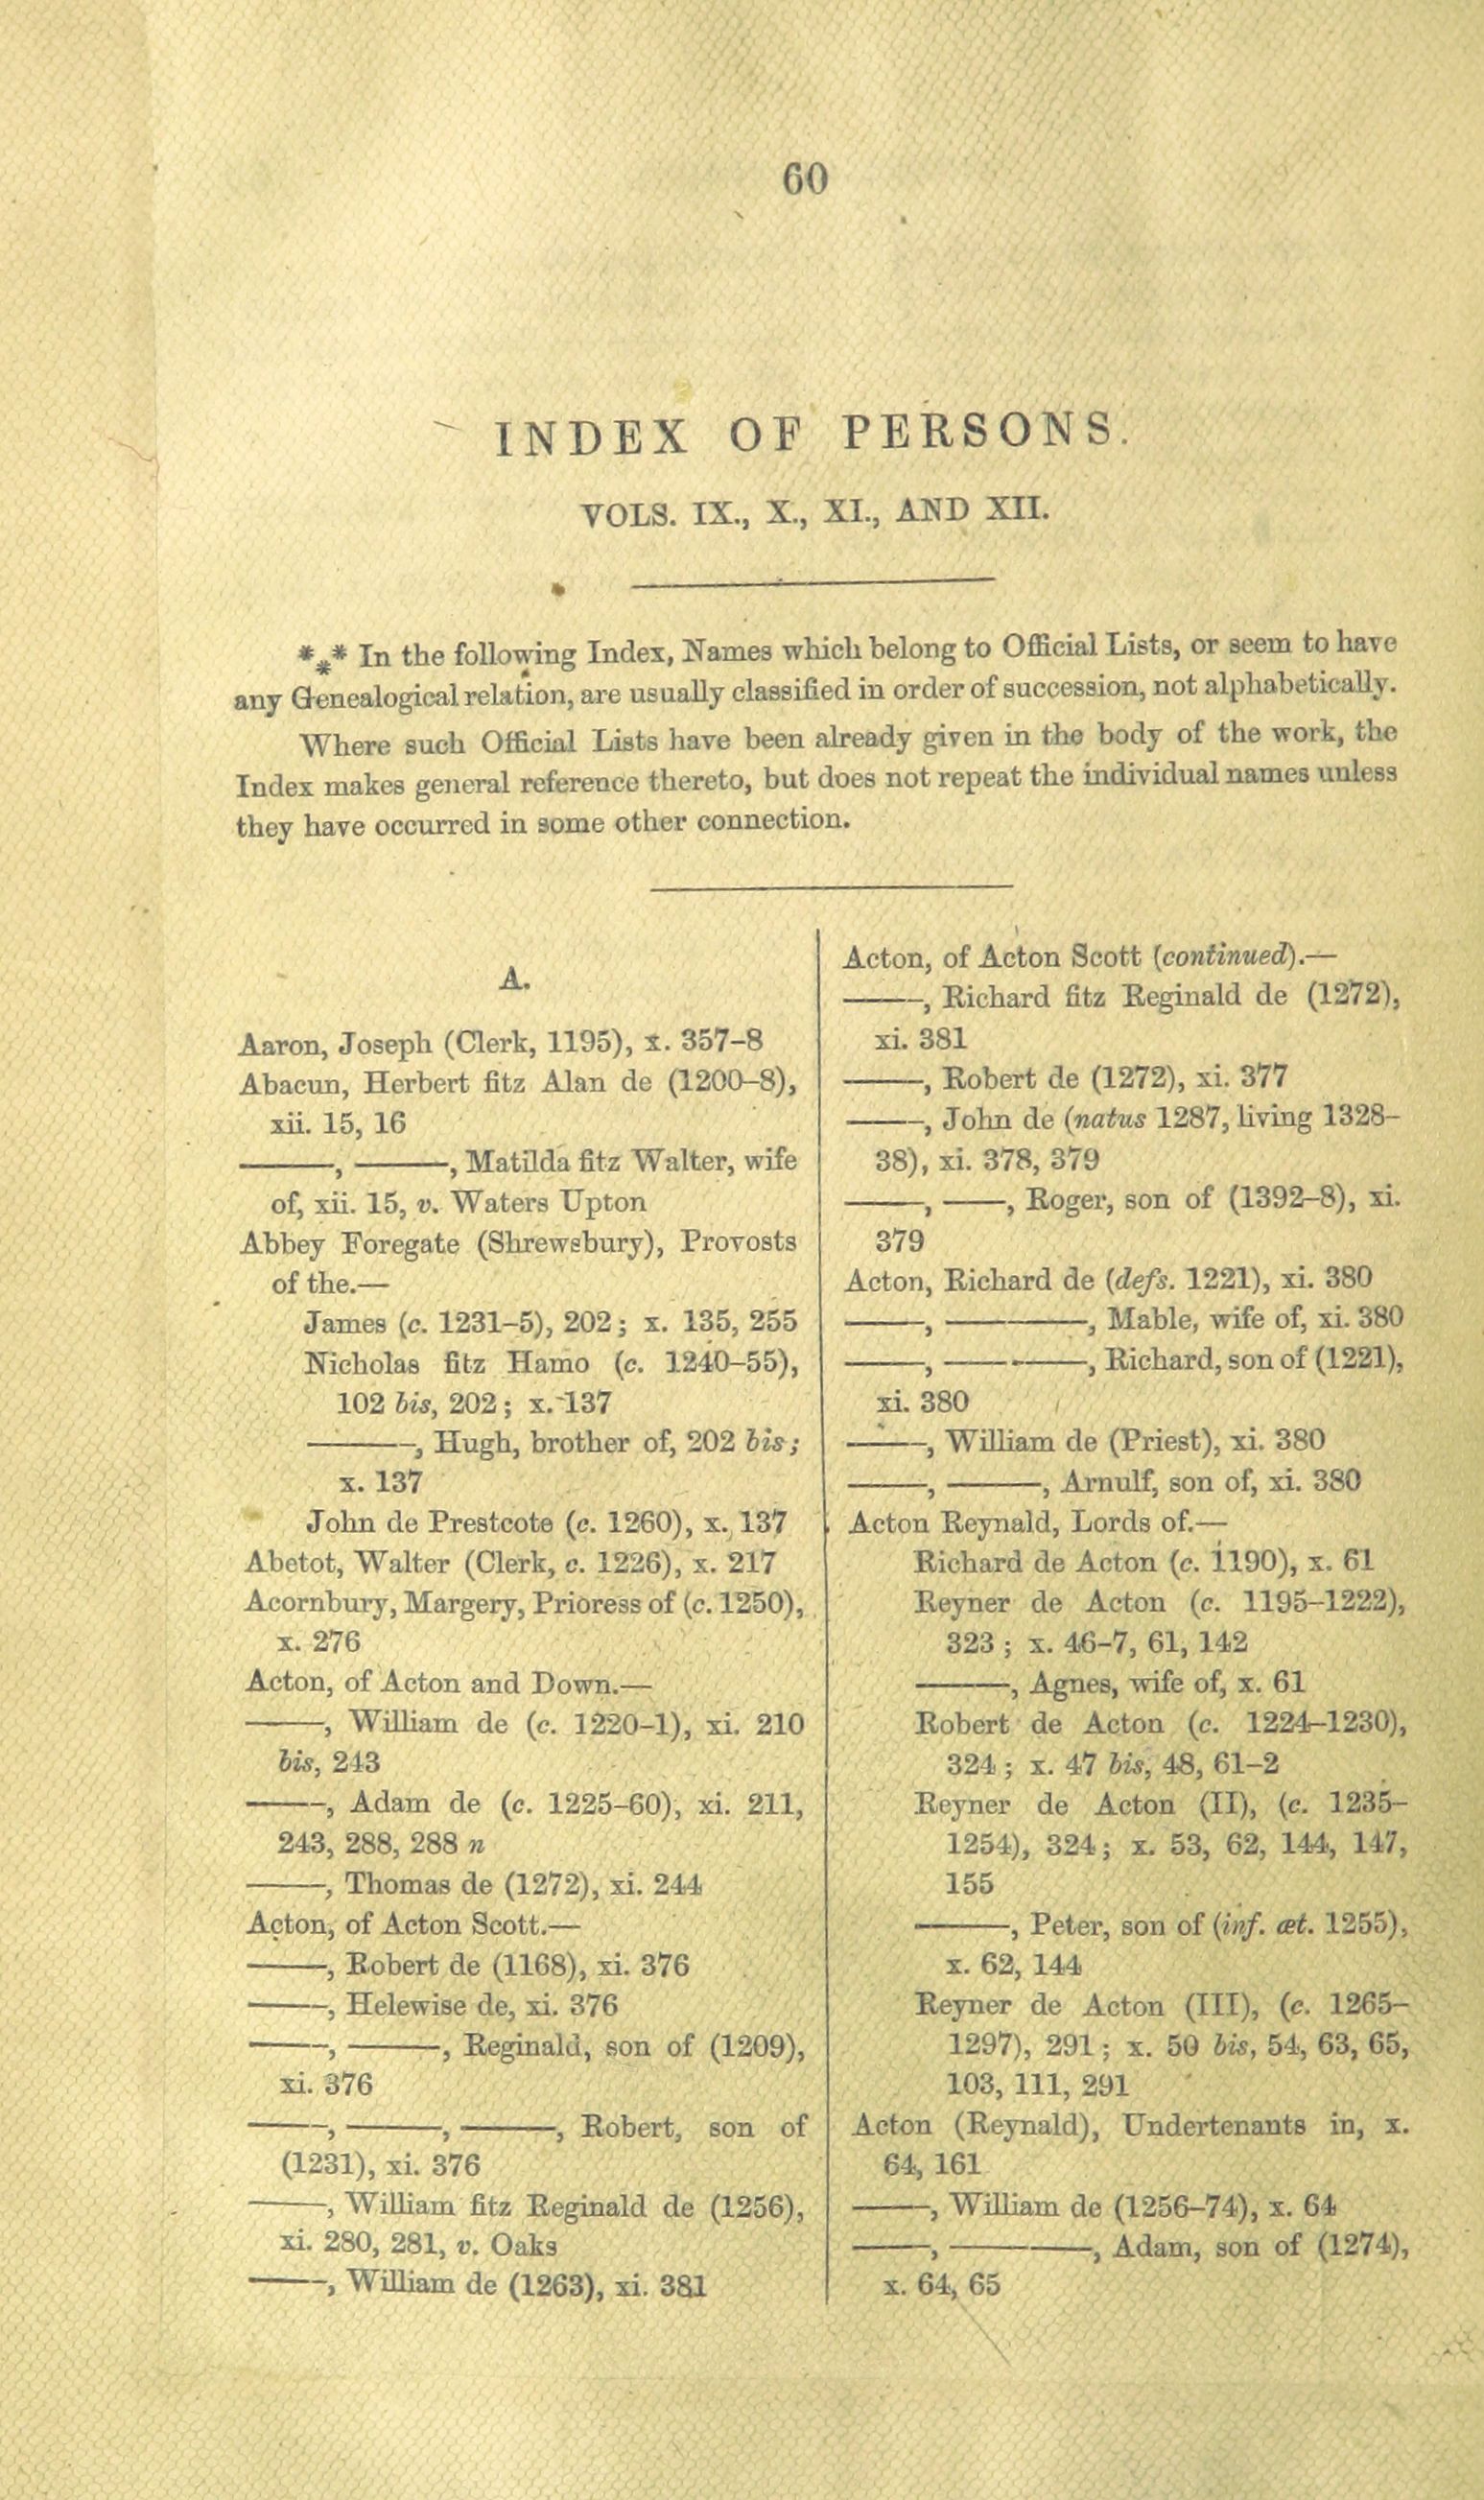 60
INDEX OF PERSONS.
VOLS. IX., X., XI., AND XII.
*⁎* In the following Index, Names which belong to Official Lists, or seem to have
any Genealogical relation, are usually classified in order of succession, not alphabetically.
Where such Official Lists have been already given in the body of the work, the
Index makes general reference thereto, but does not repeat the individual names unless
they have occurred in some other connection.
A.
Aaron, Joseph (Clerk, 1195), x. 357–8
Abacun, Herbert fitz Alan de (1200–8),
xii. 15, 16
———, ———, Matilda fitz Walter, wife
of, xii. 15, v. Waters Upton
Abbey Foregate (Shrewsbury), Provosts
of the.—
James (c. 1231–5), 202; x. 135, 255
Nicholas fitz Hamo (c. 1240–55),
102 bis, 202; x. 137
———, Hugh, brother of, 202 bis;
x. 137
John de Prestcote (c. 1260), x. 137
Abetot, Walter (Clerk, c. 1226), x. 217
Acornbury, Margery, Prioress of (c. 1250),
x. 276
Acton, of Acton and Down.—
———, William de (c. 1220–1), xi. 210
bis, 243
———, Adam de (c. 1225–60), xi. 211,
243, 288, 288 n
———, Thomas de (1272), xi. 244
Acton, of Acton Scott.—
———, Robert de (1168), xi. 376
———, Helewise de, xi. 376
———, ———, Reginald, son of (1209),
xi. 376
———, ———, ———, Robert, son of
(1231), xi. 376
———, William fitz Reginald de (1256),
xi. 280, 281, v. Oaks
———, William de (1263), xi. 381
Acton, of Acton Scott (continued).—
———, Richard fitz Reginald de (1272),
xi. 381
———, Robert de (1272), xi. 377
———, John de (natus 1287, living 1328–
38), xi. 378, 379
———, ———, Roger, son of (1392–8), xi.
379
Acton, Richard de (defs. 1221), xi. 380
———, ————, Mable, wife of, xi. 380
———, ————, Richard, son of (1221),
xi. 380
———, William de (Priest), xi. 380
———, ———, Arnulf, son of, xi. 380
Acton Reynald, Lords of.—
Richard de Acton (c. 1190), x. 61
Reyner de Acton (c. 1195–1222),
323; x. 46–7, 61, 142
———, Agnes, wife of, x. 61
Robert de Acton (c. 1224–1230),
324; x. 47 bis, 48, 61–2
Reyner de Acton (II), (c. 1235–
1254), 324; x. 53, 62, 144, 147,
155
———, Peter, son of (inf. æt. 1255),
x. 62, 144
Reyner de Acton (III), (c. 1265–
1297), 291; x. 50 bis, 54, 63, 65,
103, 111, 291
Acton (Reynald), Undertenants in, x.
64, 161
———, William de (1256–74), x. 64
———, ————, Adam, son of (1274),
x. 64, 65